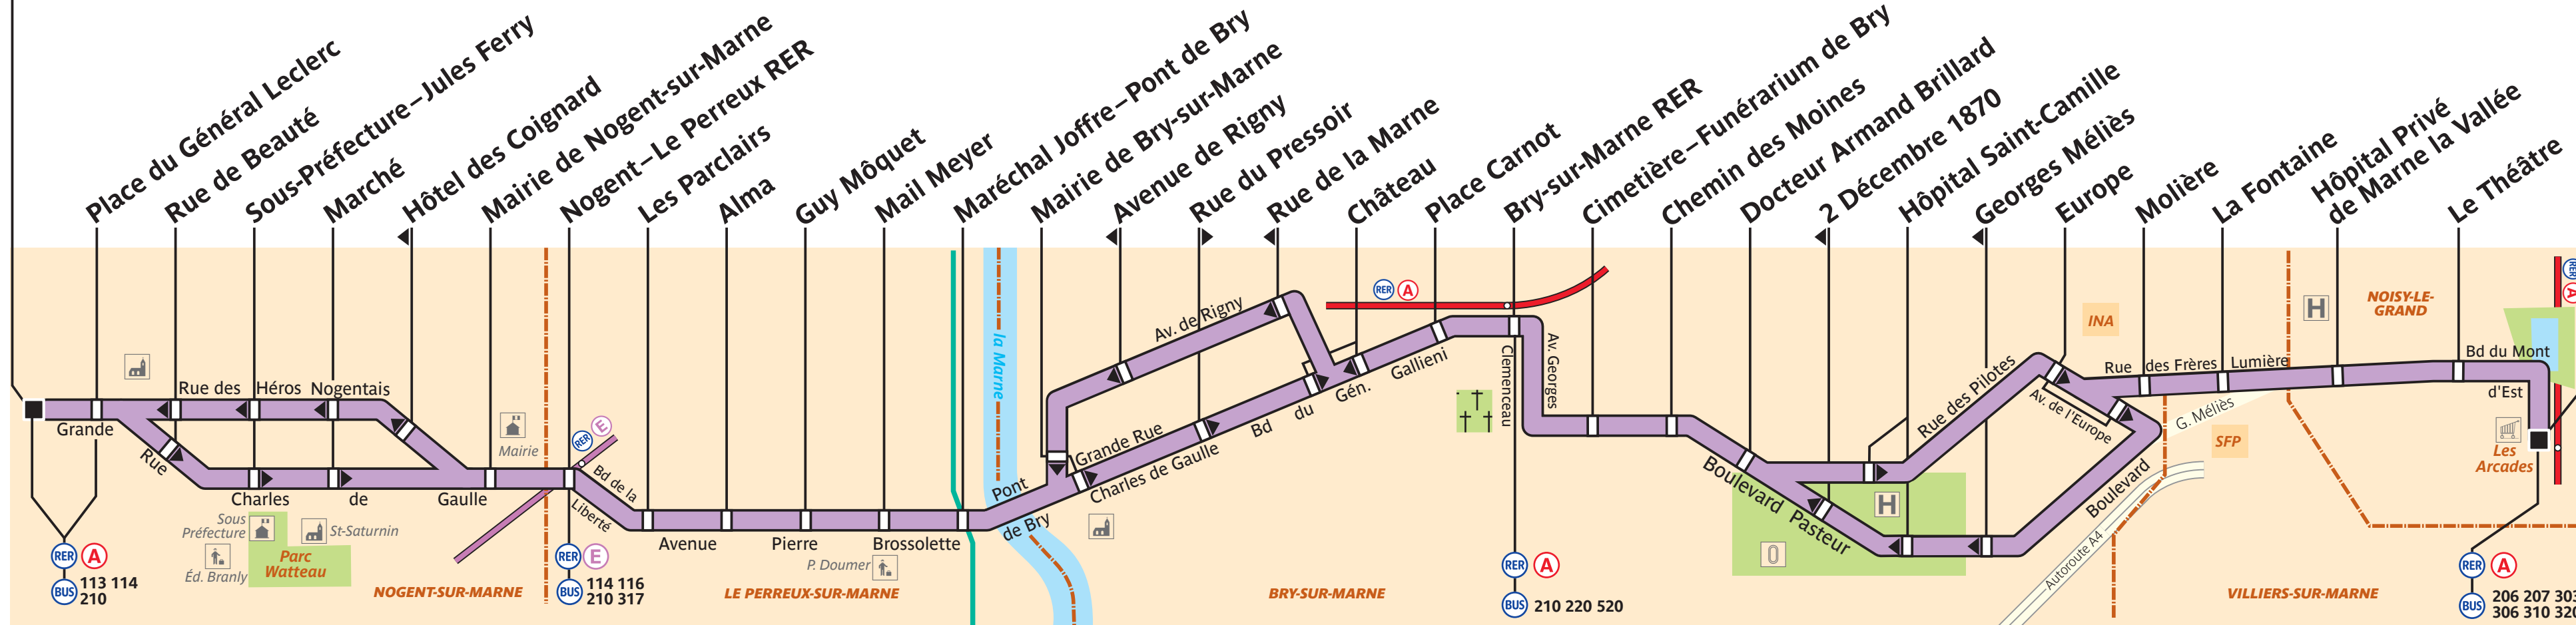 Place du Général Leclerc
Rue de Beauté
Sous-Préfecture–Jules Ferry
Marché
Hôtel des Coignard
Mairie de Nogent-sur-Marne
Nogent–Le Perreux RER
Les Parclairs
Alma
Guy Môquet
Mail Meyer
Maréchal Joffre–Pont de Bry
Mairie de Bry-sur-Marne
Avenue de Rigny
Rue du Pressoir
Rue de la Marne
Château
Place Carnot
Bry-sur-Marne RER
Cimetière–Funérarium de Bry
Chemin des Moines
Docteur Armand Brillard
2 Décembre 1870
Hôpital Saint-Camille
Georges Méliès
Europe
Molière
La Fontaine
Hôpital Privé
de Marne la Vallée
Le Théâtre
Grande
Rue
Rue des Héros Nogentais
Charles de Gaulle
Sous
Préfecture
Éd. Branly
St-Saturnin
Parc
Watteau
Mairie
RER E
Bd de la
Liberté
RER A
BUS 113 114
210
NOGENT-SUR-MARNE
RER E
BUS 114 116
210 317
Avenue Pierre Brossolette
P. Doumer
LE PERREUX-SUR-MARNE
la Marne
Pont
de Bry
Av. de Rigny
Grande Rue
Charles de Gaulle
Bd du Gén. Gallieni
RER A
BRY-SUR-MARNE
Av. Georges
Clemenceau
RER A
BUS 210 220 520
Boulevard Pasteur
H
Rue des Pilotes
Av. de l'Europe
Boulevard
Autoroute A4
INA
Rue des Frères Lumière
G. Méliès
SFP
H
NOISY-LE-
GRAND
VILLIERS-SUR-MARNE
Bd du Mont
d'Est
Les
Arcades
RER
A
RER A
BUS 206 207 303
306 310 320